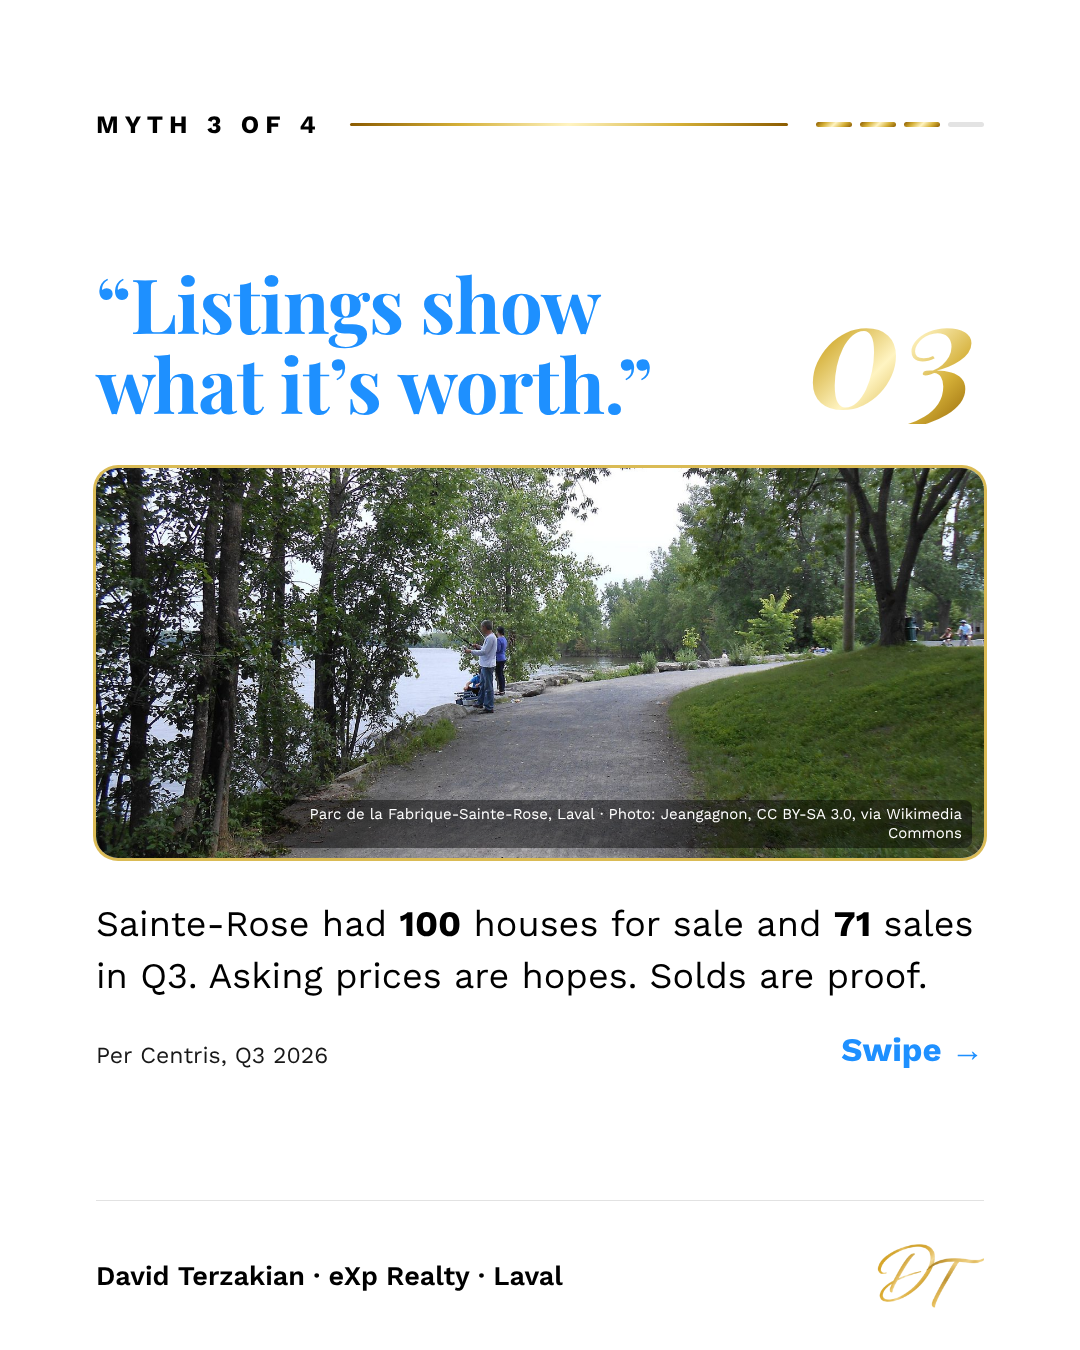 MYTH 3 OF 4
“Listings show
what it’s worth.”
03
Parc de la Fabrique-Sainte-Rose, Laval · Photo: Jeangagnon, CC BY-SA 3.0, via Wikimedia
Commons
Sainte-Rose had 100 houses for sale and 71 sales
in Q3. Asking prices are hopes. Solds are proof.
Per Centris, Q3 2026
Swipe →
David Terzakian · eXp Realty · Laval
DT